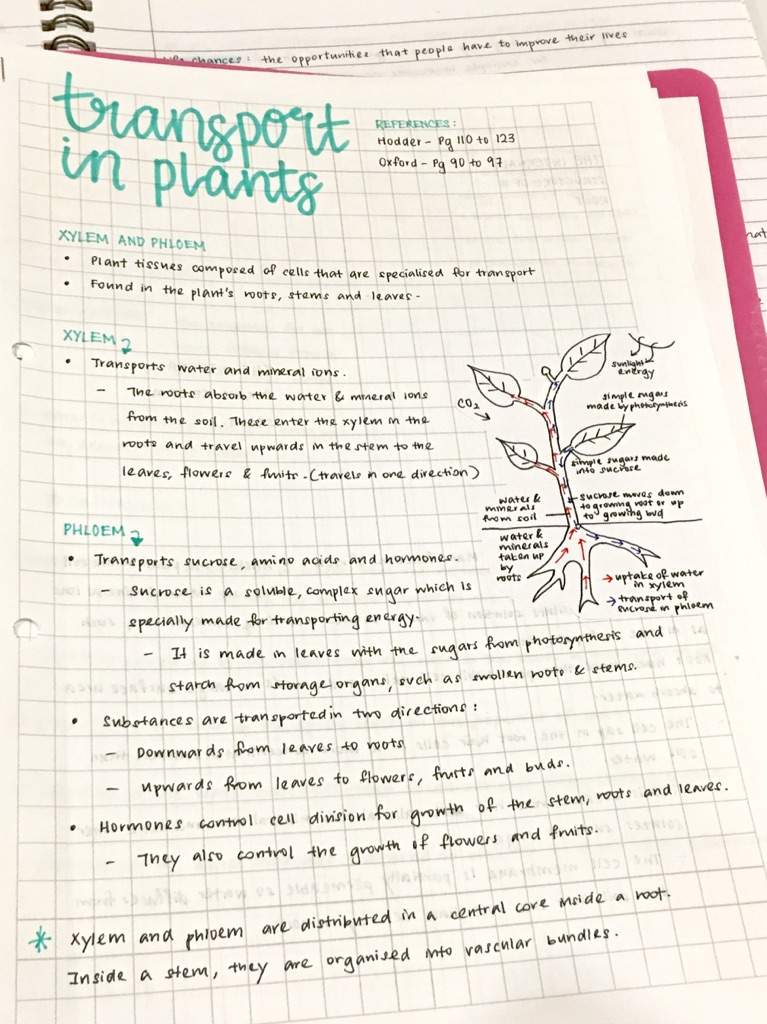 chances: the opportunities that people have to improve their lives
transport
in plants
REFERENCES:
Hodder - Pg 110 to 123
Oxford - Pg 90 to 97
XYLEM AND PHLOEM
• Plant tissues composed of cells that are specialised for transport
• Found in the plant's roots, stems and leaves.
XYLEM
• Transports water and mineral ions.
- The roots absorb the water & mineral ions
from the soil. These enter the xylem in the
roots and travel upwards in the stem to the
leaves, flowers & fruits. (travels in one direction)
sunlight
energy
CO2
simple sugars
made by photosynthesis
simple sugars made
into sucrose
water &
minerals
from soil
sucrose moves down
to growing root or up
to growing bud
water &
minerals
taken up
by
roots
→ uptake of water
in xylem
→ transport of
sucrose in phloem
PHLOEM
• Transports sucrose, amino acids and hormones.
- Sucrose is a soluble, complex sugar which is
specially made for transporting energy.
- It is made in leaves with the sugars from photosynthesis and
starch from storage organs, such as swollen roots & stems.
• Substances are transported in two directions:
- Downwards from leaves to roots
- Upwards from leaves to flowers, fruits and buds.
• Hormones control cell division for growth of the stem, roots and leaves.
- They also control the growth of flowers and fruits.
* Xylem and phloem are distributed in a central core inside a root.
Inside a stem, they are organised into vascular bundles.